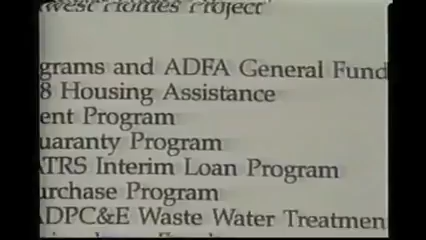 west Homes Project"
grams and ADFA General Fund
8 Housing Assistance
ent Program
uaranty Program
ATRS Interim Loan Program
urchase Program
ADPC&E Waste Water Treatmen